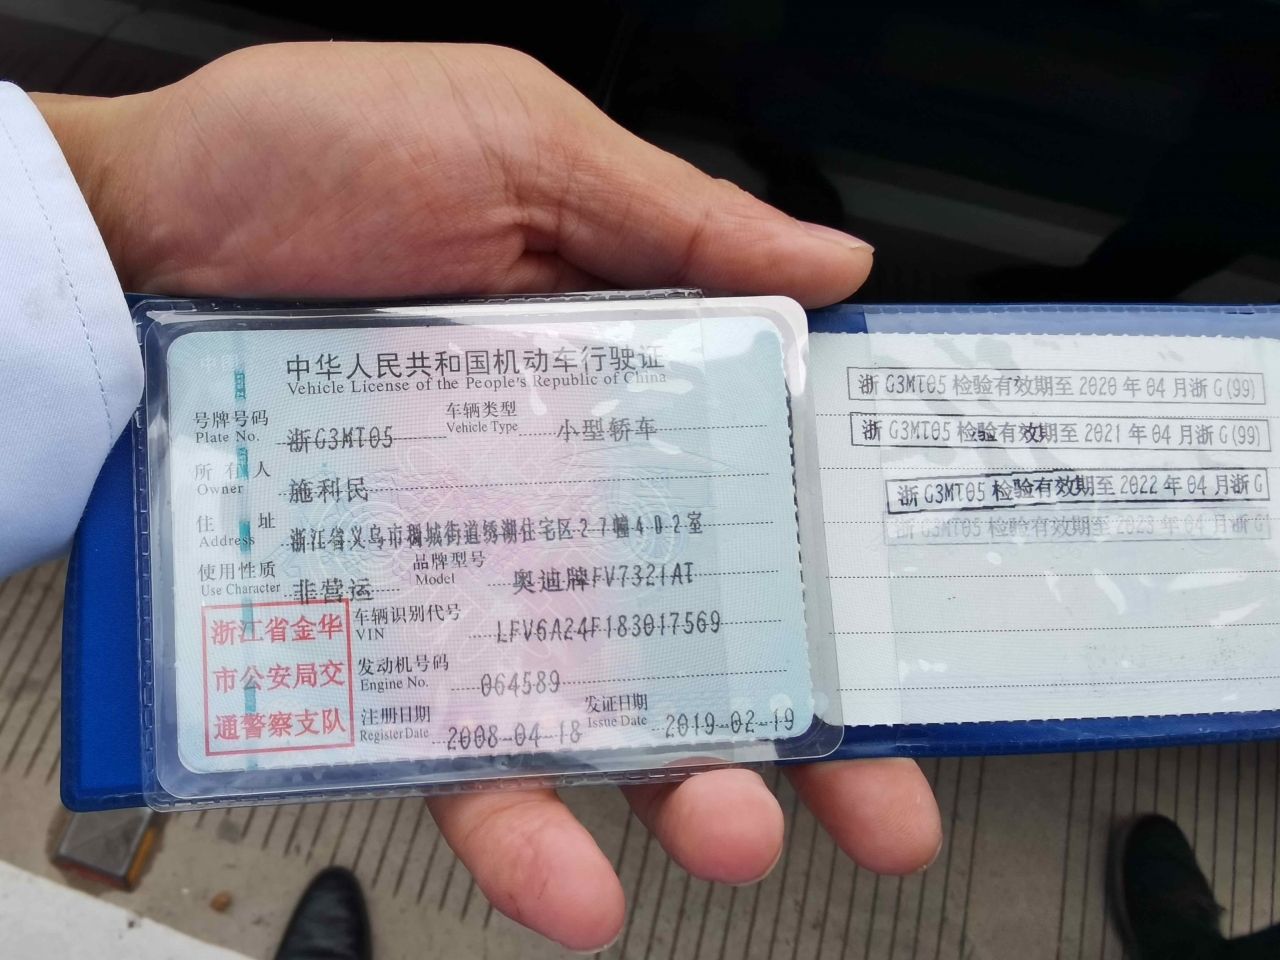 中华人民共和国机动车行驶证
Vehicle License of the People's Republic of China
号牌号码 浙G3MT05 车辆类型 小型轿车
Plate No. Vehicle Type
所有人 施利民
Owner
住址 浙江省义乌市稠城街道绣湖住宅区27幢402室
Address
使用性质 非营运 品牌型号 奥迪牌FV7321AT
Use Character Model
浙江省金华
市公安局交
通警察支队
车辆识别代号 LFV6A24F183017569
VIN
发动机号码 064589
Engine No.
注册日期 2008-04-18 发证日期 2019-02-19
Register Date Issue Date
浙G3MT05检验有效期至2020年04月浙G(99)
浙G3MT05检验有效期至2021年04月浙G(99)
浙G3MT05检验有效期至2022年04月浙G
浙G3MT05检验有效期至2023年04月浙G